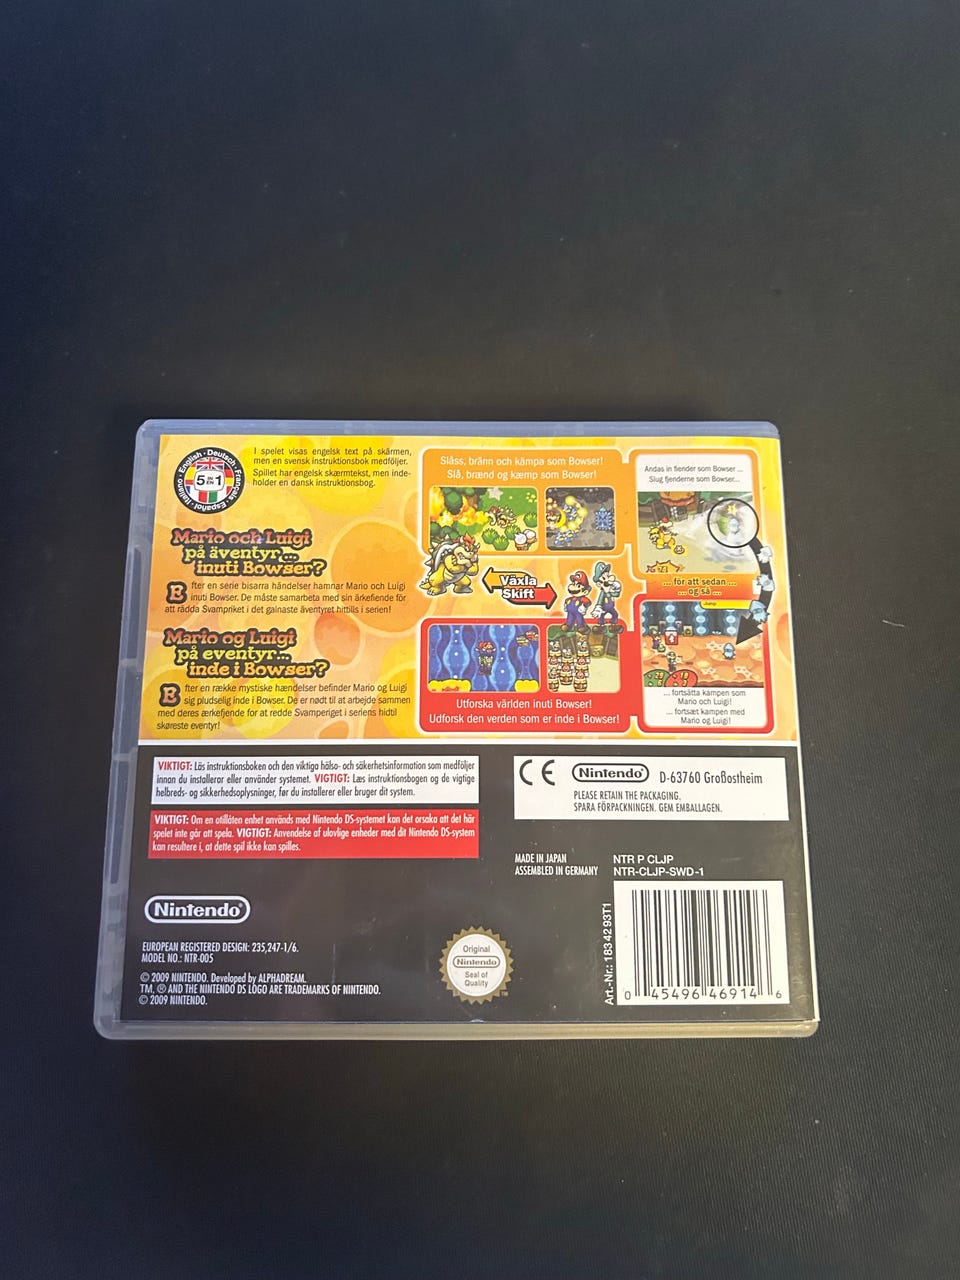 English · Deutsch · Français · Español · Italiano
5 IN 1
I spelet visas engelsk text på skärmen,
men en svensk instruktionsbok medföljer.
Spillet har engelsk skærmtekst, men inde-
holder en dansk instruktionsbog.
Mario och Luigi
på äventyr...
inuti Bowser?
Efter en serie bisarra händelser hamnar Mario och Luigi
inuti Bowser. De måste samarbeta med sin ärkefiende för
att rädda Svampriket i det galnaste äventyret hittills i serien!
Mario og Luigi
på eventyr...
inde i Bowser?
Efter en række mystiske hændelser befinder Mario og Luigi
sig pludselig inde i Bowser. De er nødt til at arbejde sammen
med deres ærkefjende for at redde Svamperiget i seriens hidtil
skøreste eventyr!
Slåss, bränn och kämpa som Bowser!
Slå, brænd og kæmp som Bowser!
Växla
Skift
Utforska världen inuti Bowser!
Udforsk den verden som er inde i Bowser!
Andas in fiender som Bowser ...
Slug fjenderne som Bowser...
... för att sedan ...
... og så ...
Jump
... fortsätta kampen som
Mario och Luigi!
... fortsæt kampen med
Mario og Luigi!
VIKTIGT: Läs instruktionsboken och den viktiga hälso- och säkerhetsinformation som medföljer
innan du installerar eller använder systemet. VIGTIGT: Læs instruktionsbogen og de vigtige
helbreds- og sikkerhedsoplysninger, før du installerer eller bruger dit system.
VIKTIGT: Om en otillåten enhet används med Nintendo DS-systemet kan det orsaka att det här
spelet inte går att spela. VIGTIGT: Anvendelse af ulovlige enheder med dit Nintendo DS-system
kan resultere i, at dette spil ikke kan spilles.
CE
Nintendo®
D-63760 Großostheim
PLEASE RETAIN THE PACKAGING.
SPARA FÖRPACKNINGEN. GEM EMBALLAGEN.
MADE IN JAPAN
ASSEMBLED IN GERMANY
NTR P CLJP
NTR-CLJP-SWD-1
Nintendo®
EUROPEAN REGISTERED DESIGN: 235,247-1/6.
MODEL NO.: NTR-005
© 2009 NINTENDO. Developed by ALPHADREAM.
TM, ® AND THE NINTENDO DS LOGO ARE TRADEMARKS OF NINTENDO.
© 2009 NINTENDO.
Original
Nintendo
Seal of
Quality
TM
Art.-Nr.: 183 42 93T1
0 45496 46914 6